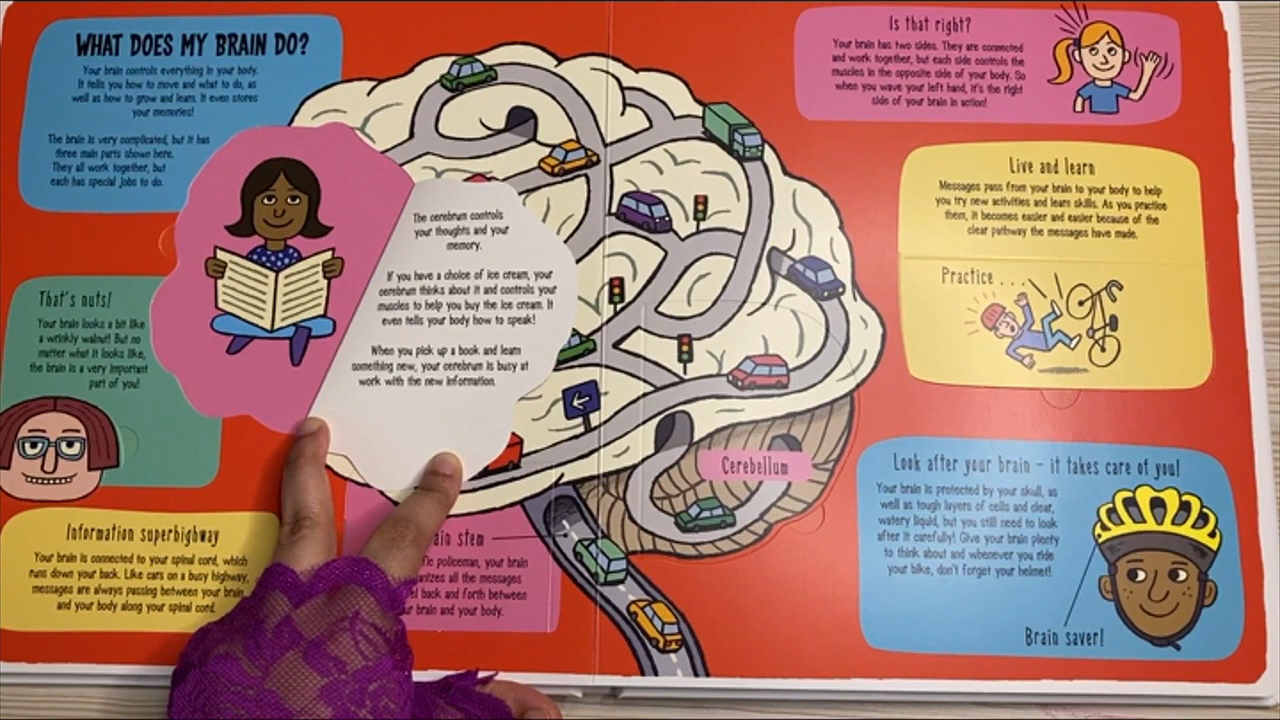 WHAT DOES MY BRAIN DO?
Your brain controls everything in your body.
It tells you how to move and what to do, as
well as how to grow and learn. It even stores
your memories!
The brain is very complicated, but it has
three main parts shown here.
They all work together, but
each has special jobs to do.
That's nuts!
Your brain looks a bit like
a wrinkly walnut! But no
matter what it looks like,
the brain is a very important
part of you!
Information superhighway
Your brain is connected to your spinal cord, which
runs down your back. Like cars on a busy highway,
messages are always passing between your brain
and your body along your spinal cord.
The cerebrum controls
your thoughts and your
memory.
If you have a choice of ice cream, your
cerebrum thinks about it and controls your
muscles to help you buy the ice cream. It
even tells your body how to speak!
When you pick up a book and learn
something new, your cerebrum is busy at
work with the new information.
stem
policeman, your brain
all the messages
back and forth between
brain and your body.
Cerebellum
Is that right?
Your brain has two sides. They are connected
and work together, but each side controls the
muscles in the opposite side of your body. So
when you wave your left hand, it's the right
side of your brain in action!
Live and learn
Messages pass from your brain to your body to help
you try new activities and learn skills. As you practice
them, it becomes easier and easier because of the
clear pathway the messages have made.
Practice . . .
Look after your brain – it takes care of you!
Your brain is protected by your skull, as
well as tough layers of cells and clear,
watery liquid, but you still need to look
after it carefully! Give your brain plenty
to think about and whenever you ride
your bike, don't forget your helmet!
Brain saver!